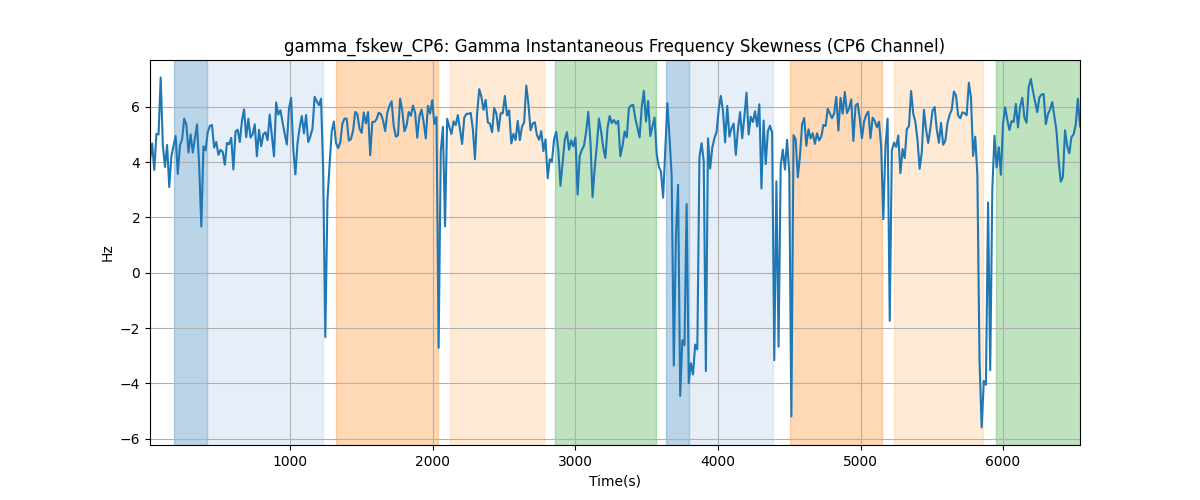 gamma_fskew_CP6: Gamma Instantaneous Frequency Skewness (CP6 Channel)
6
4
2
0
−2
−4
−6
Hz
1000 2000 3000 4000 5000 6000
Time(s)